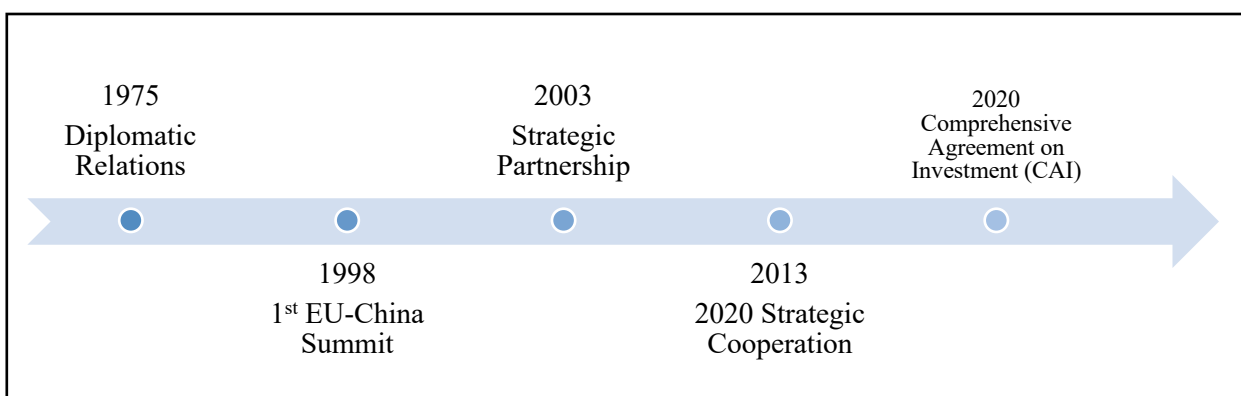 1975
Diplomatic
Relations
1998
1st EU-China
Summit
2003
Strategic
Partnership
2013
2020 Strategic
Cooperation
2020
Comprehensive
Agreement on
Investment (CAI)